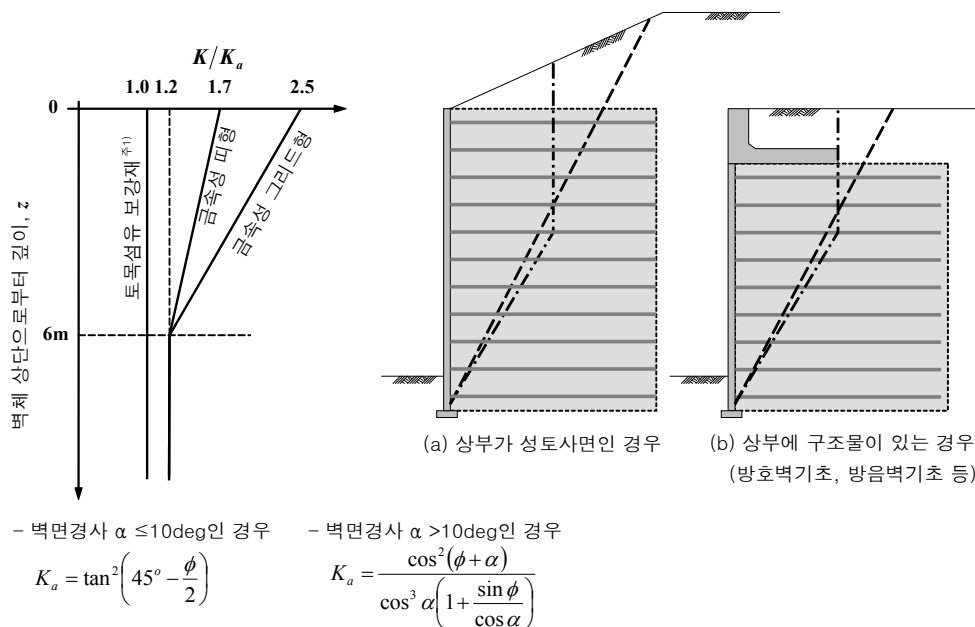 K/Kₐ
1.0 1.2 1.7 2.5
0
토목섬유 보강재 주1)
금속성 띠형
금속성 그리드형
6m
벽체 상단으로부터 깊이, z
(a) 상부가 성토사면인 경우
(b) 상부에 구조물이 있는 경우
(방호벽기초, 방음벽기초 등)
– 벽면경사 α ≤10deg인 경우
K_a = tan²(45° − φ/2)
– 벽면경사 α >10deg인 경우
K_a = cos²(φ+α) / cos³α(1 + sinφ/cosα)